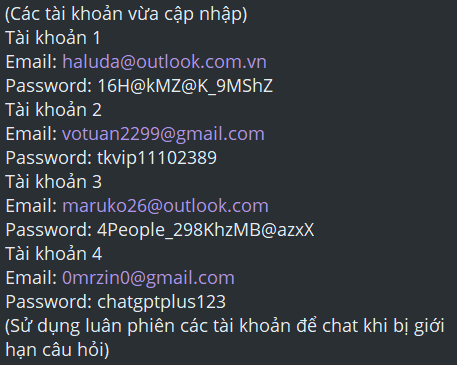 (Các tài khoản vừa cập nhập)
Tài khoản 1
Email: haluda@outlook.com.vn
Password: 16H@kMZ@K_9MShZ
Tài khoản 2
Email: votuan2299@gmail.com
Password: tkvip11102389
Tài khoản 3
Email: maruko26@outlook.com
Password: 4People_298KhzMB@azxX
Tài khoản 4
Email: 0mrzin0@gmail.com
Password: chatgptplus123
(Sử dụng luân phiên các tài khoản để chat khi bị giới
hạn câu hỏi)